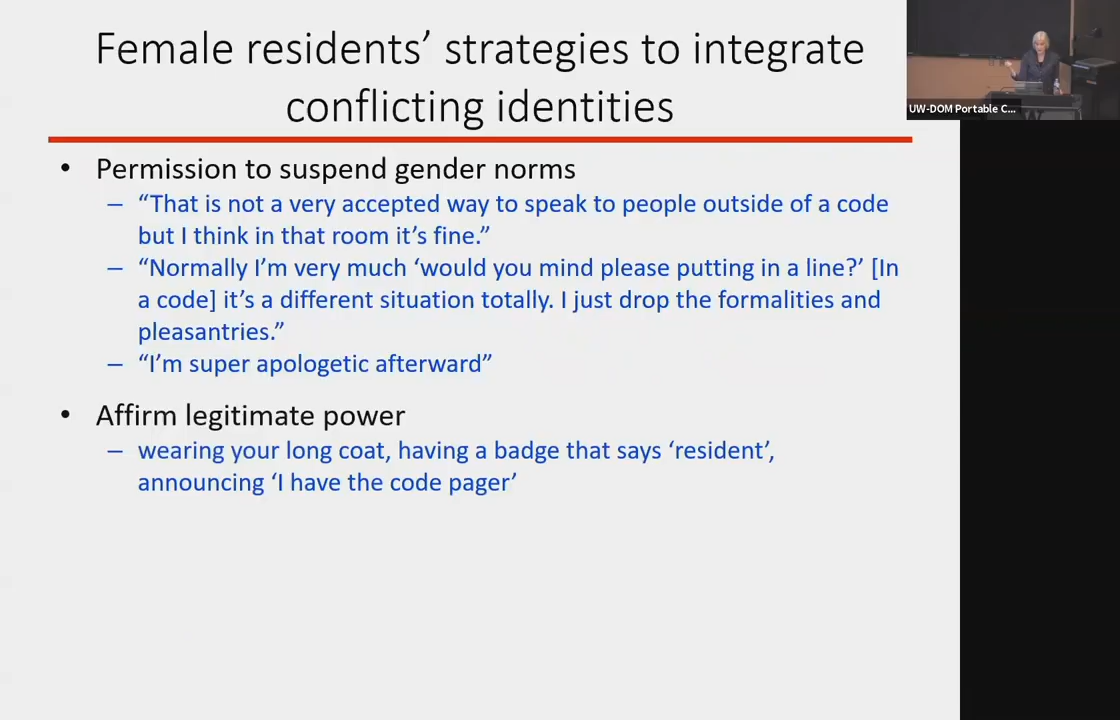 Female residents’ strategies to integrate
conflicting identities
UW-DOM Portable C...
• Permission to suspend gender norms
– “That is not a very accepted way to speak to people outside of a code
but I think in that room it’s fine.”
– “Normally I’m very much ‘would you mind please putting in a line?’ [In
a code] it’s a different situation totally. I just drop the formalities and
pleasantries.”
– “I’m super apologetic afterward”
• Affirm legitimate power
– wearing your long coat, having a badge that says ‘resident’,
announcing ‘I have the code pager’